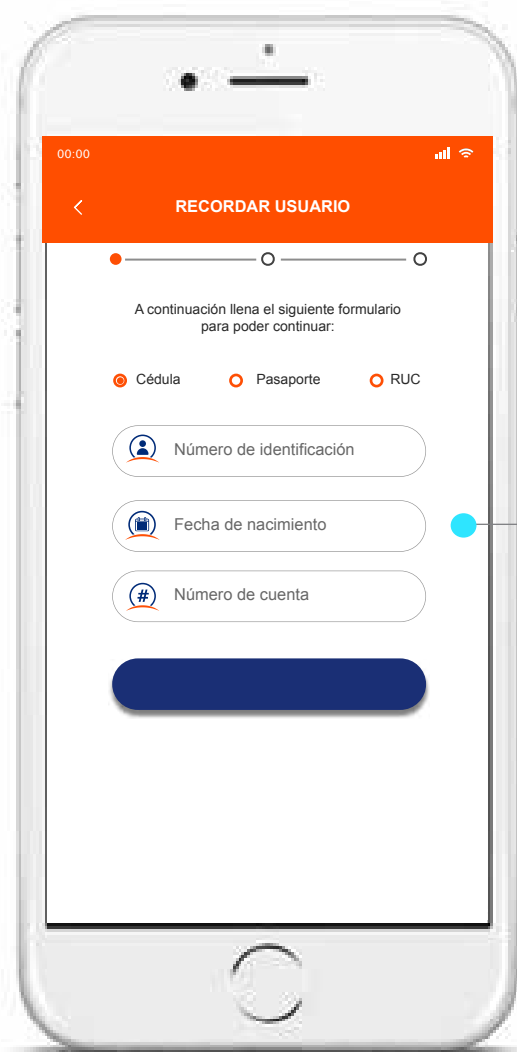 00:00
RECORDAR USUARIO
A continuación llena el siguiente formulario
para poder continuar:
Cédula Pasaporte RUC
Número de identificación
Fecha de nacimiento
# Número de cuenta